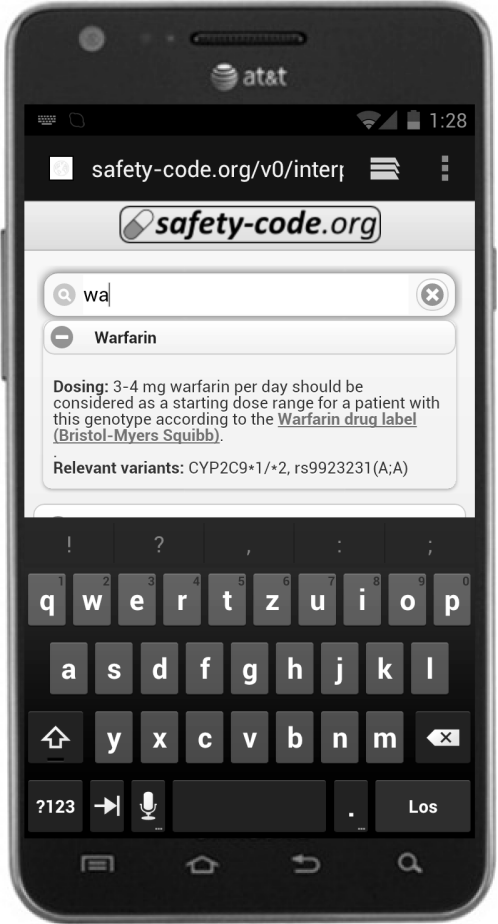 at&t
1:28
safety-code.org/v0/interp
safety-code.org
wa
Warfarin
Dosing: 3-4 mg warfarin per day should be
considered as a starting dose range for a patient with
this genotype according to the Warfarin drug label
(Bristol-Myers Squibb).
.
Relevant variants: CYP2C9*1/*2, rs9923231(A;A)
! ? , : ;
1 2 3 4 5 6 7 8 9 0
q w e r t z u i o p
a s d f g h j k l
y x c v b n m
?123 . Los